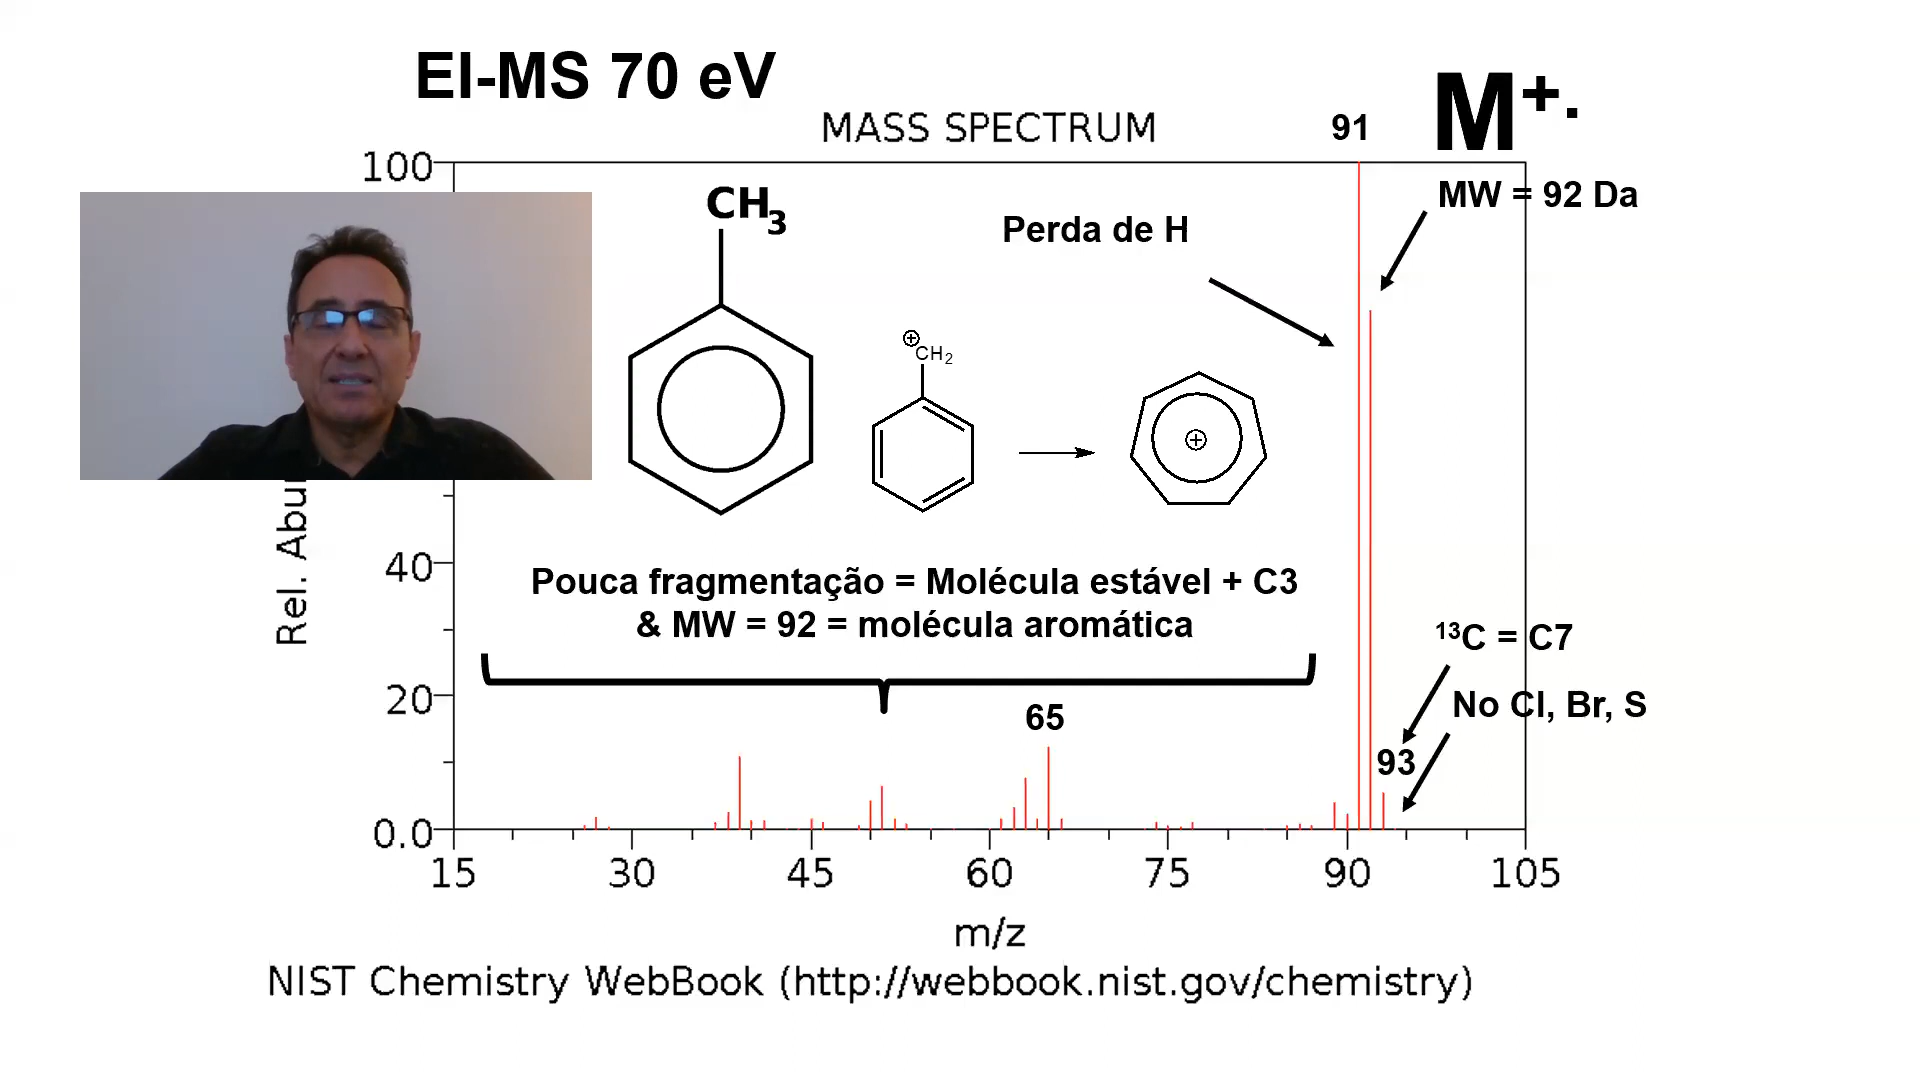 EI-MS 70 eV
MASS SPECTRUM
91
M⁺·
MW = 92 Da
100
CH₃
Perda de H
⊕
CH₂
⊕
Rel. Abu
40
Pouca fragmentação = Molécula estável + C3
& MW = 92 = molécula aromática
¹³C = C7
No Cl, Br, S
20
65
93
0.0
15 30 45 60 75 90 105
m/z
NIST Chemistry WebBook (http://webbook.nist.gov/chemistry)